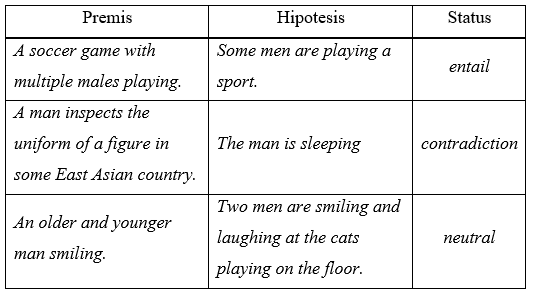 Premis Hipotesis Status
A soccer game with
multiple males playing.
Some men are playing a
sport.
entail
A man inspects the
uniform of a figure in
some East Asian country.
The man is sleeping
contradiction
An older and younger
man smiling.
Two men are smiling and
laughing at the cats
playing on the floor.
neutral